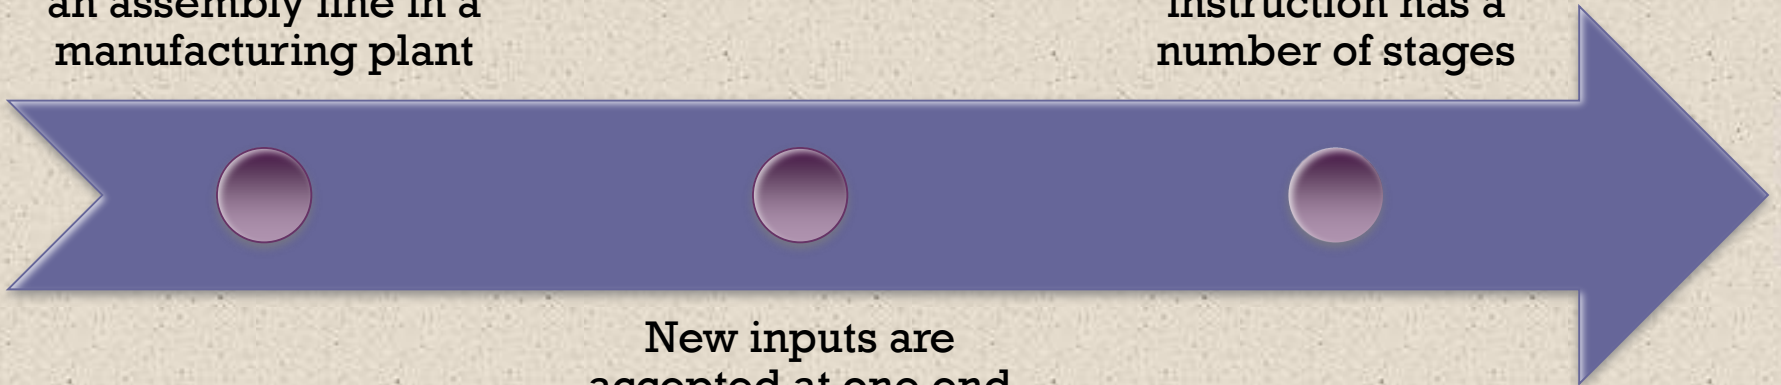 an assembly line in a
manufacturing plant
instruction has a
number of stages
New inputs are
accepted at one end